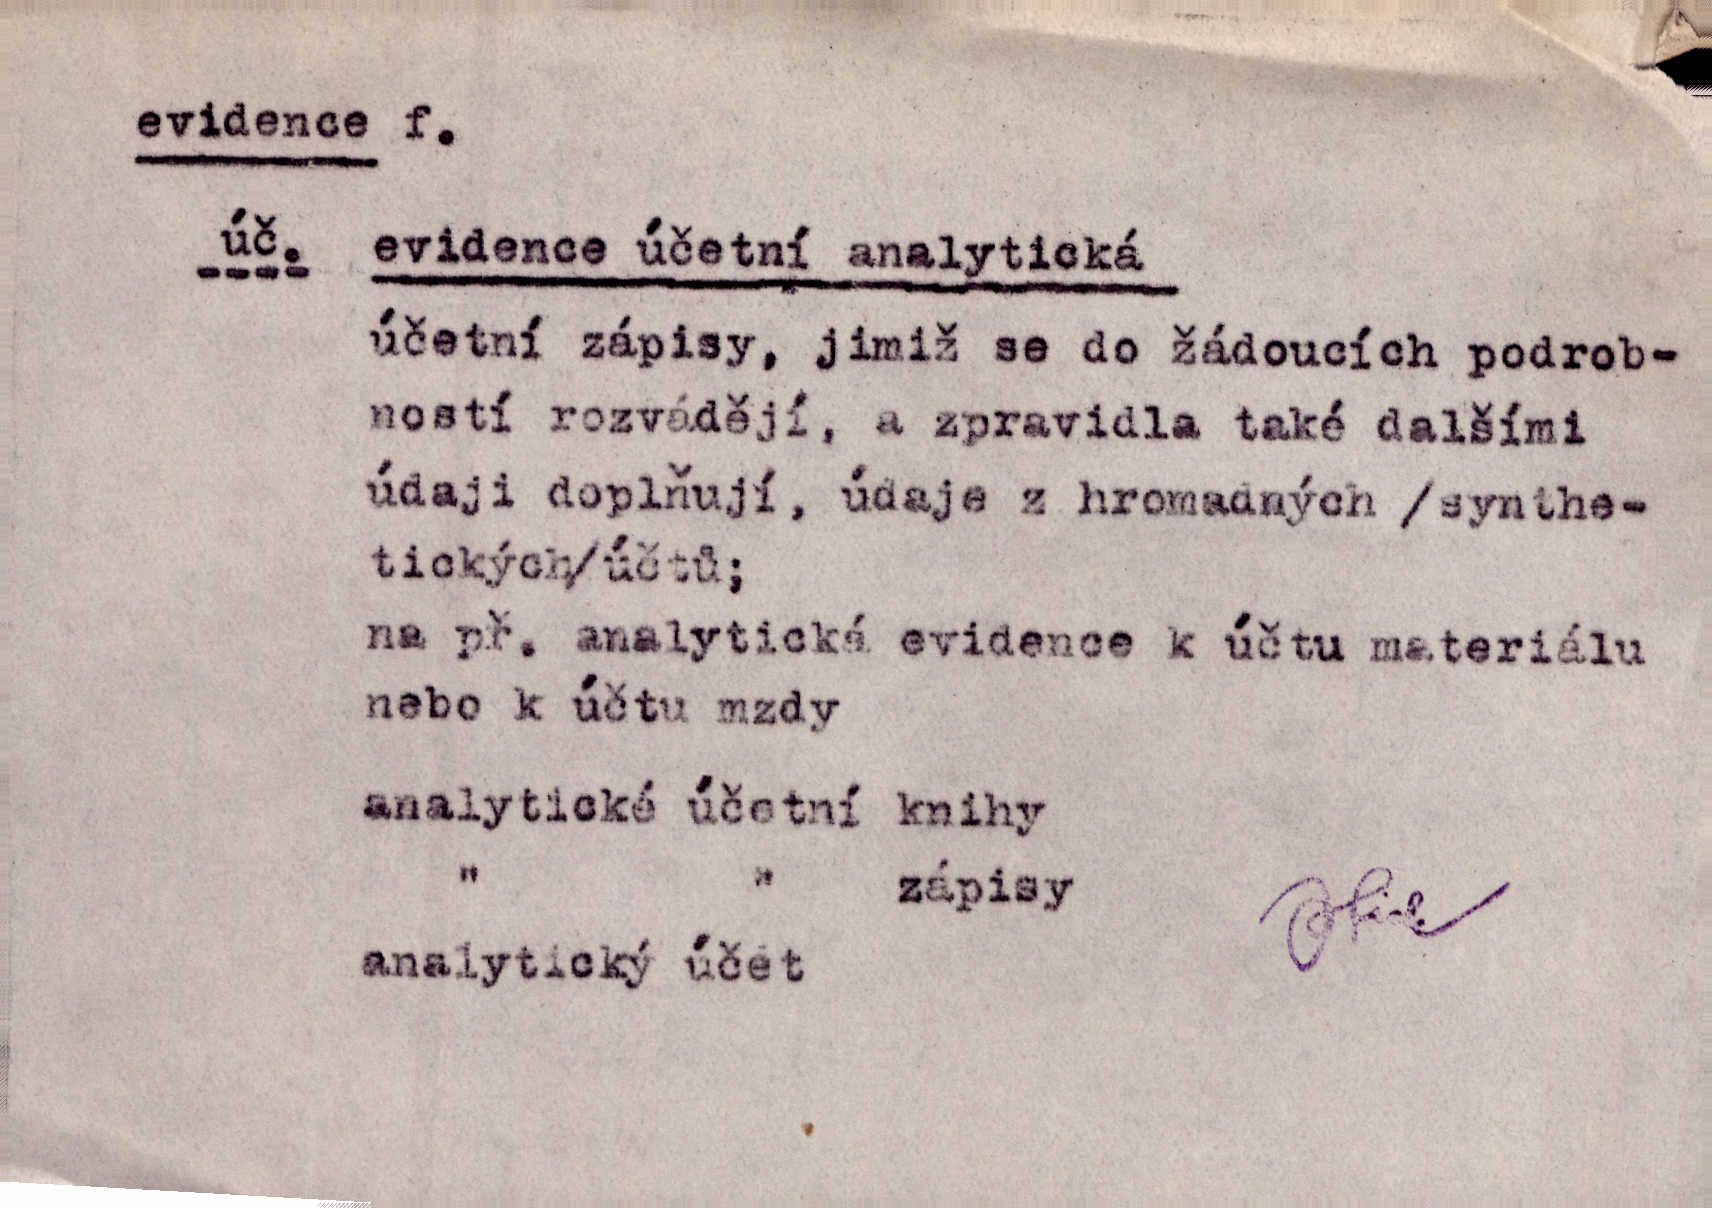 evidence f.
úč. evidence účetní analytická
účetní zápisy, jimiž se do žádoucích podrob-
ností rozvádějí, a zpravidla také dalšími
údaji doplňují, údaje z hromadných /synthe-
tických/účtů;
na př. analytická evidence k účtu materiálu
nebo k účtu mzdy
analytické účetní knihy
" " zápisy
analytický účet